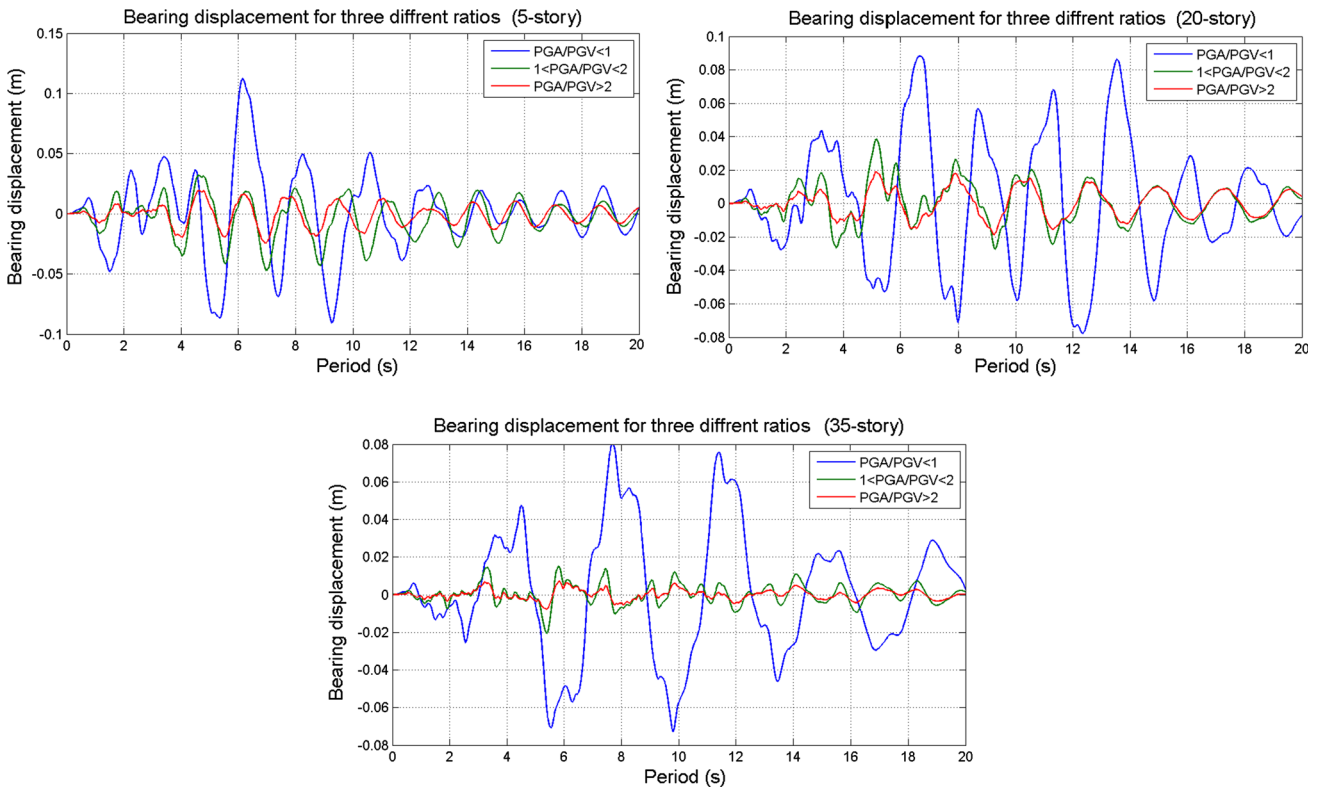 Bearing displacement for three diffrent ratios (5-story)
Bearing displacement (m)
0.15
0.1
0.05
0
-0.05
-0.1
PGA/PGV<1
1<PGA/PGV<2
PGA/PGV>2
0 2 4 6 8 10 12 14 16 18 20
Period (s)
Bearing displacement for three diffrent ratios (20-story)
Bearing displacement (m)
0.1
0.08
0.06
0.04
0.02
0
-0.02
-0.04
-0.06
-0.08
PGA/PGV<1
1<PGA/PGV<2
PGA/PGV>2
0 2 4 6 8 10 12 14 16 18 20
Period (s)
Bearing displacement for three diffrent ratios (35-story)
Bearing displacement (m)
0.08
0.06
0.04
0.02
0
-0.02
-0.04
-0.06
-0.08
PGA/PGV<1
1<PGA/PGV<2
PGA/PGV>2
0 2 4 6 8 10 12 14 16 18 20
Period (s)